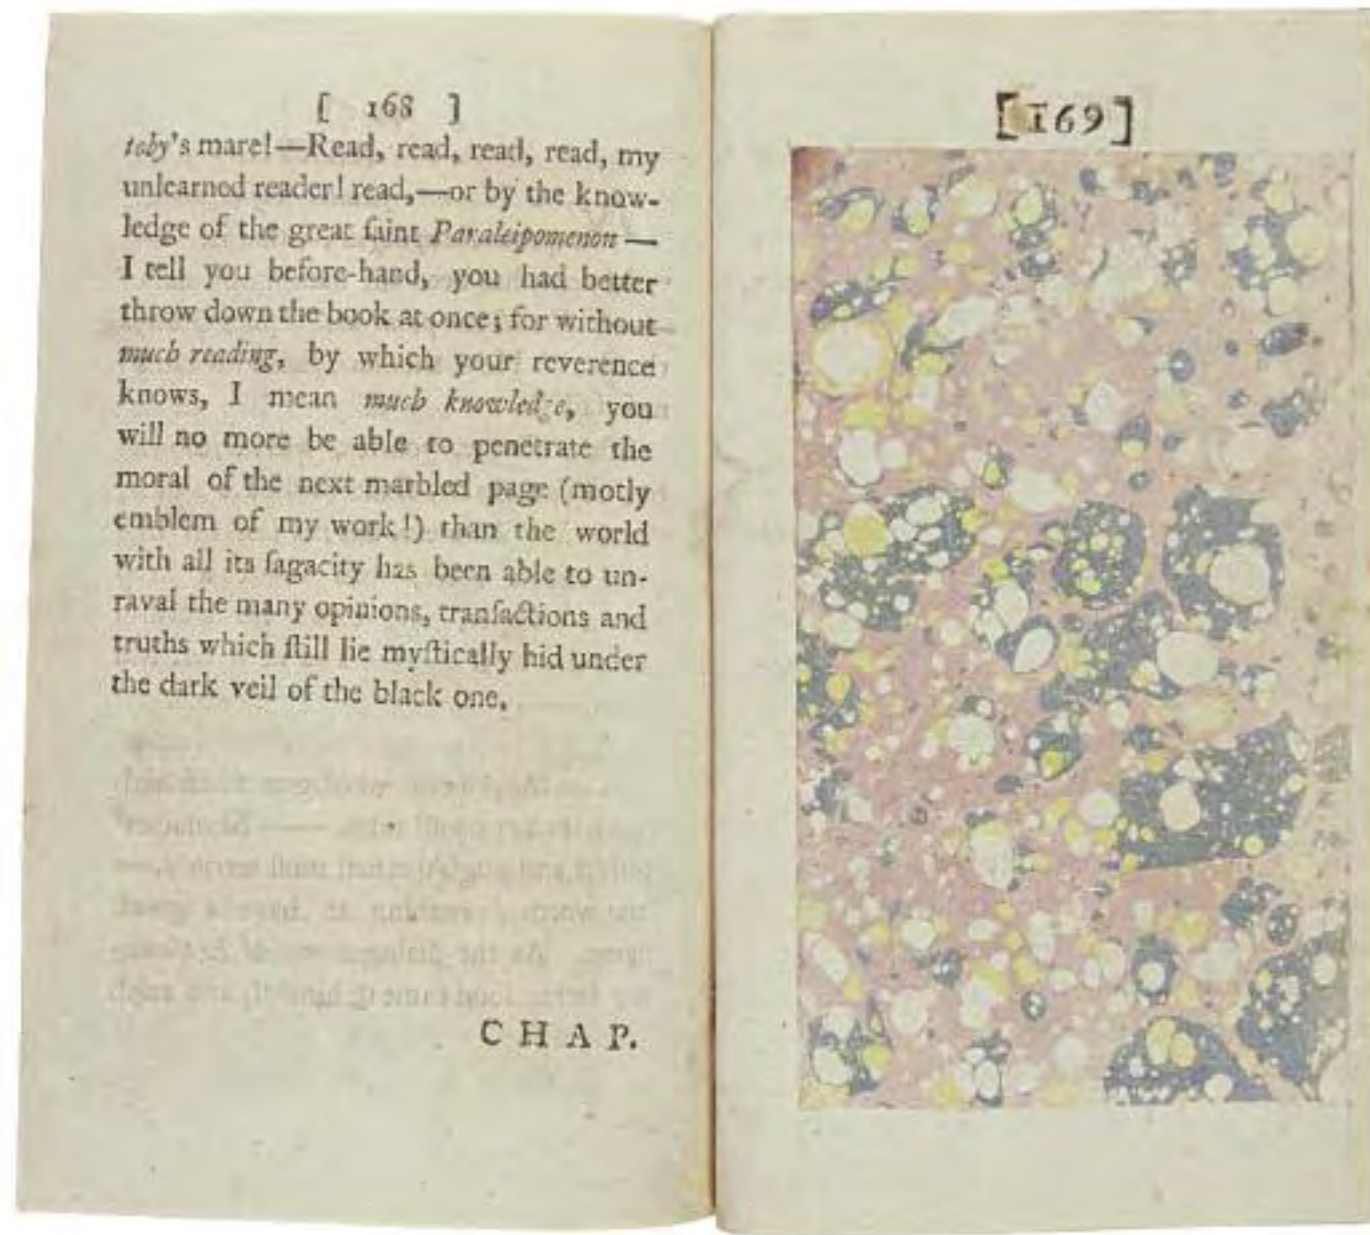 [ 168 ]
toby's mare!—Read, read, read, read, my
unlearned reader! read,—or by the know-
ledge of the great ſaint Paraleipomenon—
I tell you before-hand, you had better
throw down the book at once; for without
much reading, by which your reverence
knows, I mean much knowledge, you
will no more be able to penetrate the
moral of the next marbled page (motly
emblem of my work!) than the world
with all its ſagacity has been able to un-
raval the many opinions, tranſactions and
truths which ſtill lie myſtically hid under
the dark veil of the black one.
CHAP.
[169]